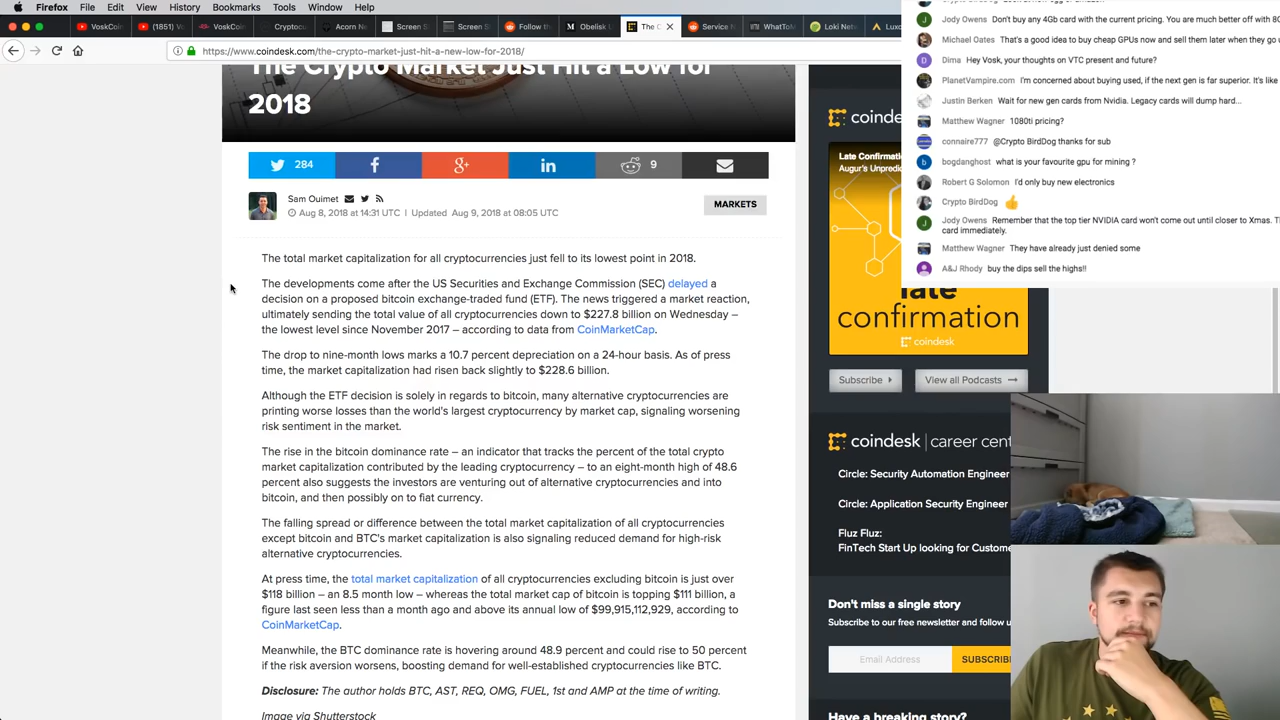 Firefox File Edit View History Bookmarks Tools Window Help
VoskCoin
(1851) Vo
VoskCoin
Cryptocu
Acorn Ne
Screen S
Screen S
Follow th
Obelisk U
The C
Service N
WhatToM
Loki Netv
Luxo
https://www.coindesk.com/the-crypto-market-just-hit-a-new-low-for-2018/
The Crypto Market Just Hit a Low for
2018
284
9
Sam Ouimet
Aug 8, 2018 at 14:31 UTC | Updated Aug 9, 2018 at 08:05 UTC
MARKETS
The total market capitalization for all cryptocurrencies just fell to its lowest point in 2018.
The developments come after the US Securities and Exchange Commission (SEC) delayed a
decision on a proposed bitcoin exchange-traded fund (ETF). The news triggered a market reaction,
ultimately sending the total value of all cryptocurrencies down to $227.8 billion on Wednesday –
the lowest level since November 2017 – according to data from CoinMarketCap.
The drop to nine-month lows marks a 10.7 percent depreciation on a 24-hour basis. As of press
time, the market capitalization had risen back slightly to $228.6 billion.
Although the ETF decision is solely in regards to bitcoin, many alternative cryptocurrencies are
printing worse losses than the world's largest cryptocurrency by market cap, signaling worsening
risk sentiment in the market.
The rise in the bitcoin dominance rate – an indicator that tracks the percent of the total crypto
market capitalization contributed by the leading cryptocurrency – to an eight-month high of 48.6
percent also suggests the investors are venturing out of alternative cryptocurrencies and into
bitcoin, and then possibly on to fiat currency.
The falling spread or difference between the total market capitalization of all cryptocurrencies
except bitcoin and BTC's market capitalization is also signaling reduced demand for high-risk
alternative cryptocurrencies.
At press time, the total market capitalization of all cryptocurrencies excluding bitcoin is just over
$118 billion – an 8.5 month low – whereas the total market cap of bitcoin is topping $111 billion, a
figure last seen less than a month ago and above its annual low of $99,915,112,929, according to
CoinMarketCap.
Meanwhile, the BTC dominance rate is hovering around 48.9 percent and could rise to 50 percent
if the risk aversion worsens, boosting demand for well-established cryptocurrencies like BTC.
Disclosure: The author holds BTC, AST, REQ, OMG, FUEL, 1st and AMP at the time of writing.
Image via Shutterstock
coinde
Late Confirmation
Augur's Unpredic
late
confirmation
coindesk
Subscribe
View all Podcasts
coindesk | career cent
Circle: Security Automation Engineer
Circle: Application Security Engineer
Fluz Fluz:
FinTech Start Up looking for Custome
Don't miss a single story
Subscribe to our free newsletter and follow u
Email Address
SUBSCRIBE
Have a breaking story?
Jody Owens Don't buy any 4Gb card with the current pricing. You are much better off with 80
Michael Oates That's a good idea to buy cheap GPUs now and sell them later when they go u
Dima Hey Vosk, your thoughts on VTC present and future?
PlanetVampire.com I'm concerned about buying used, if the next gen is far superior. It's like
Justin Berken Wait for new gen cards from Nvidia. Legacy cards will dump hard...
Matthew Wagner 1080ti pricing?
connaire777 @Crypto BirdDog thanks for sub
bogdanghost what is your favourite gpu for mining ?
Robert G Solomon I'd only buy new electronics
Crypto BirdDog
Jody Owens Remember that the top tier NVIDIA card won't come out until closer to Xmas. T
card immediately.
Matthew Wagner They have already just denied some
A&J Rhody buy the dips sell the highs!!